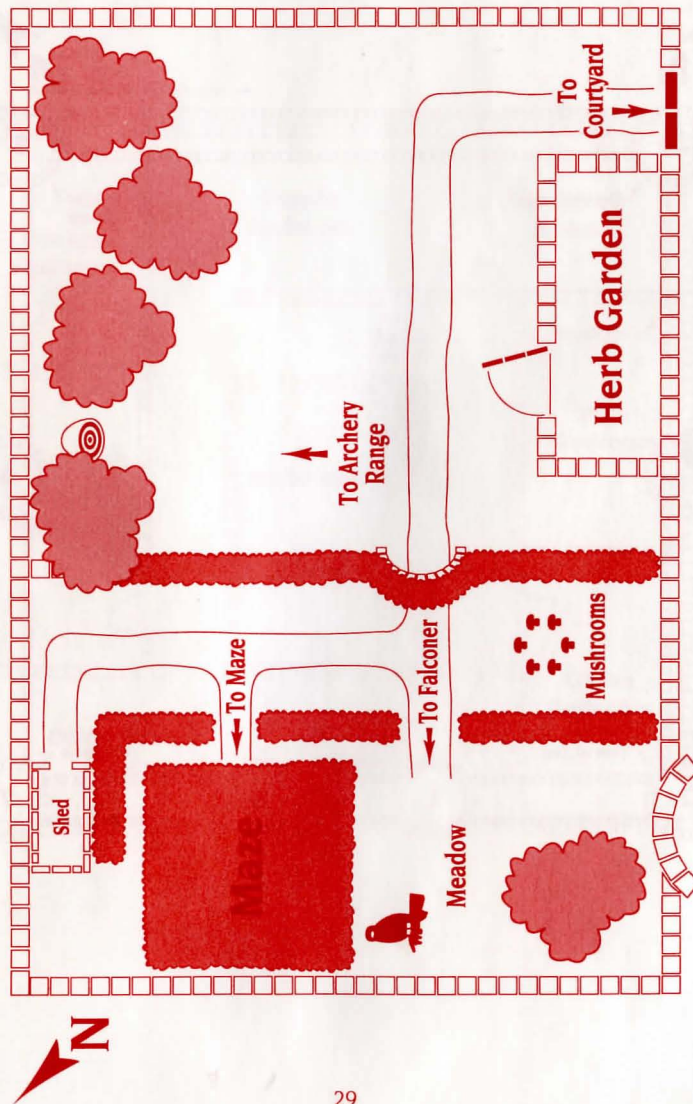 To
Courtyard
Herb Garden
To Archery
Range
To Maze
To Falconer
Mushrooms
Shed
Maze
Meadow
N
29